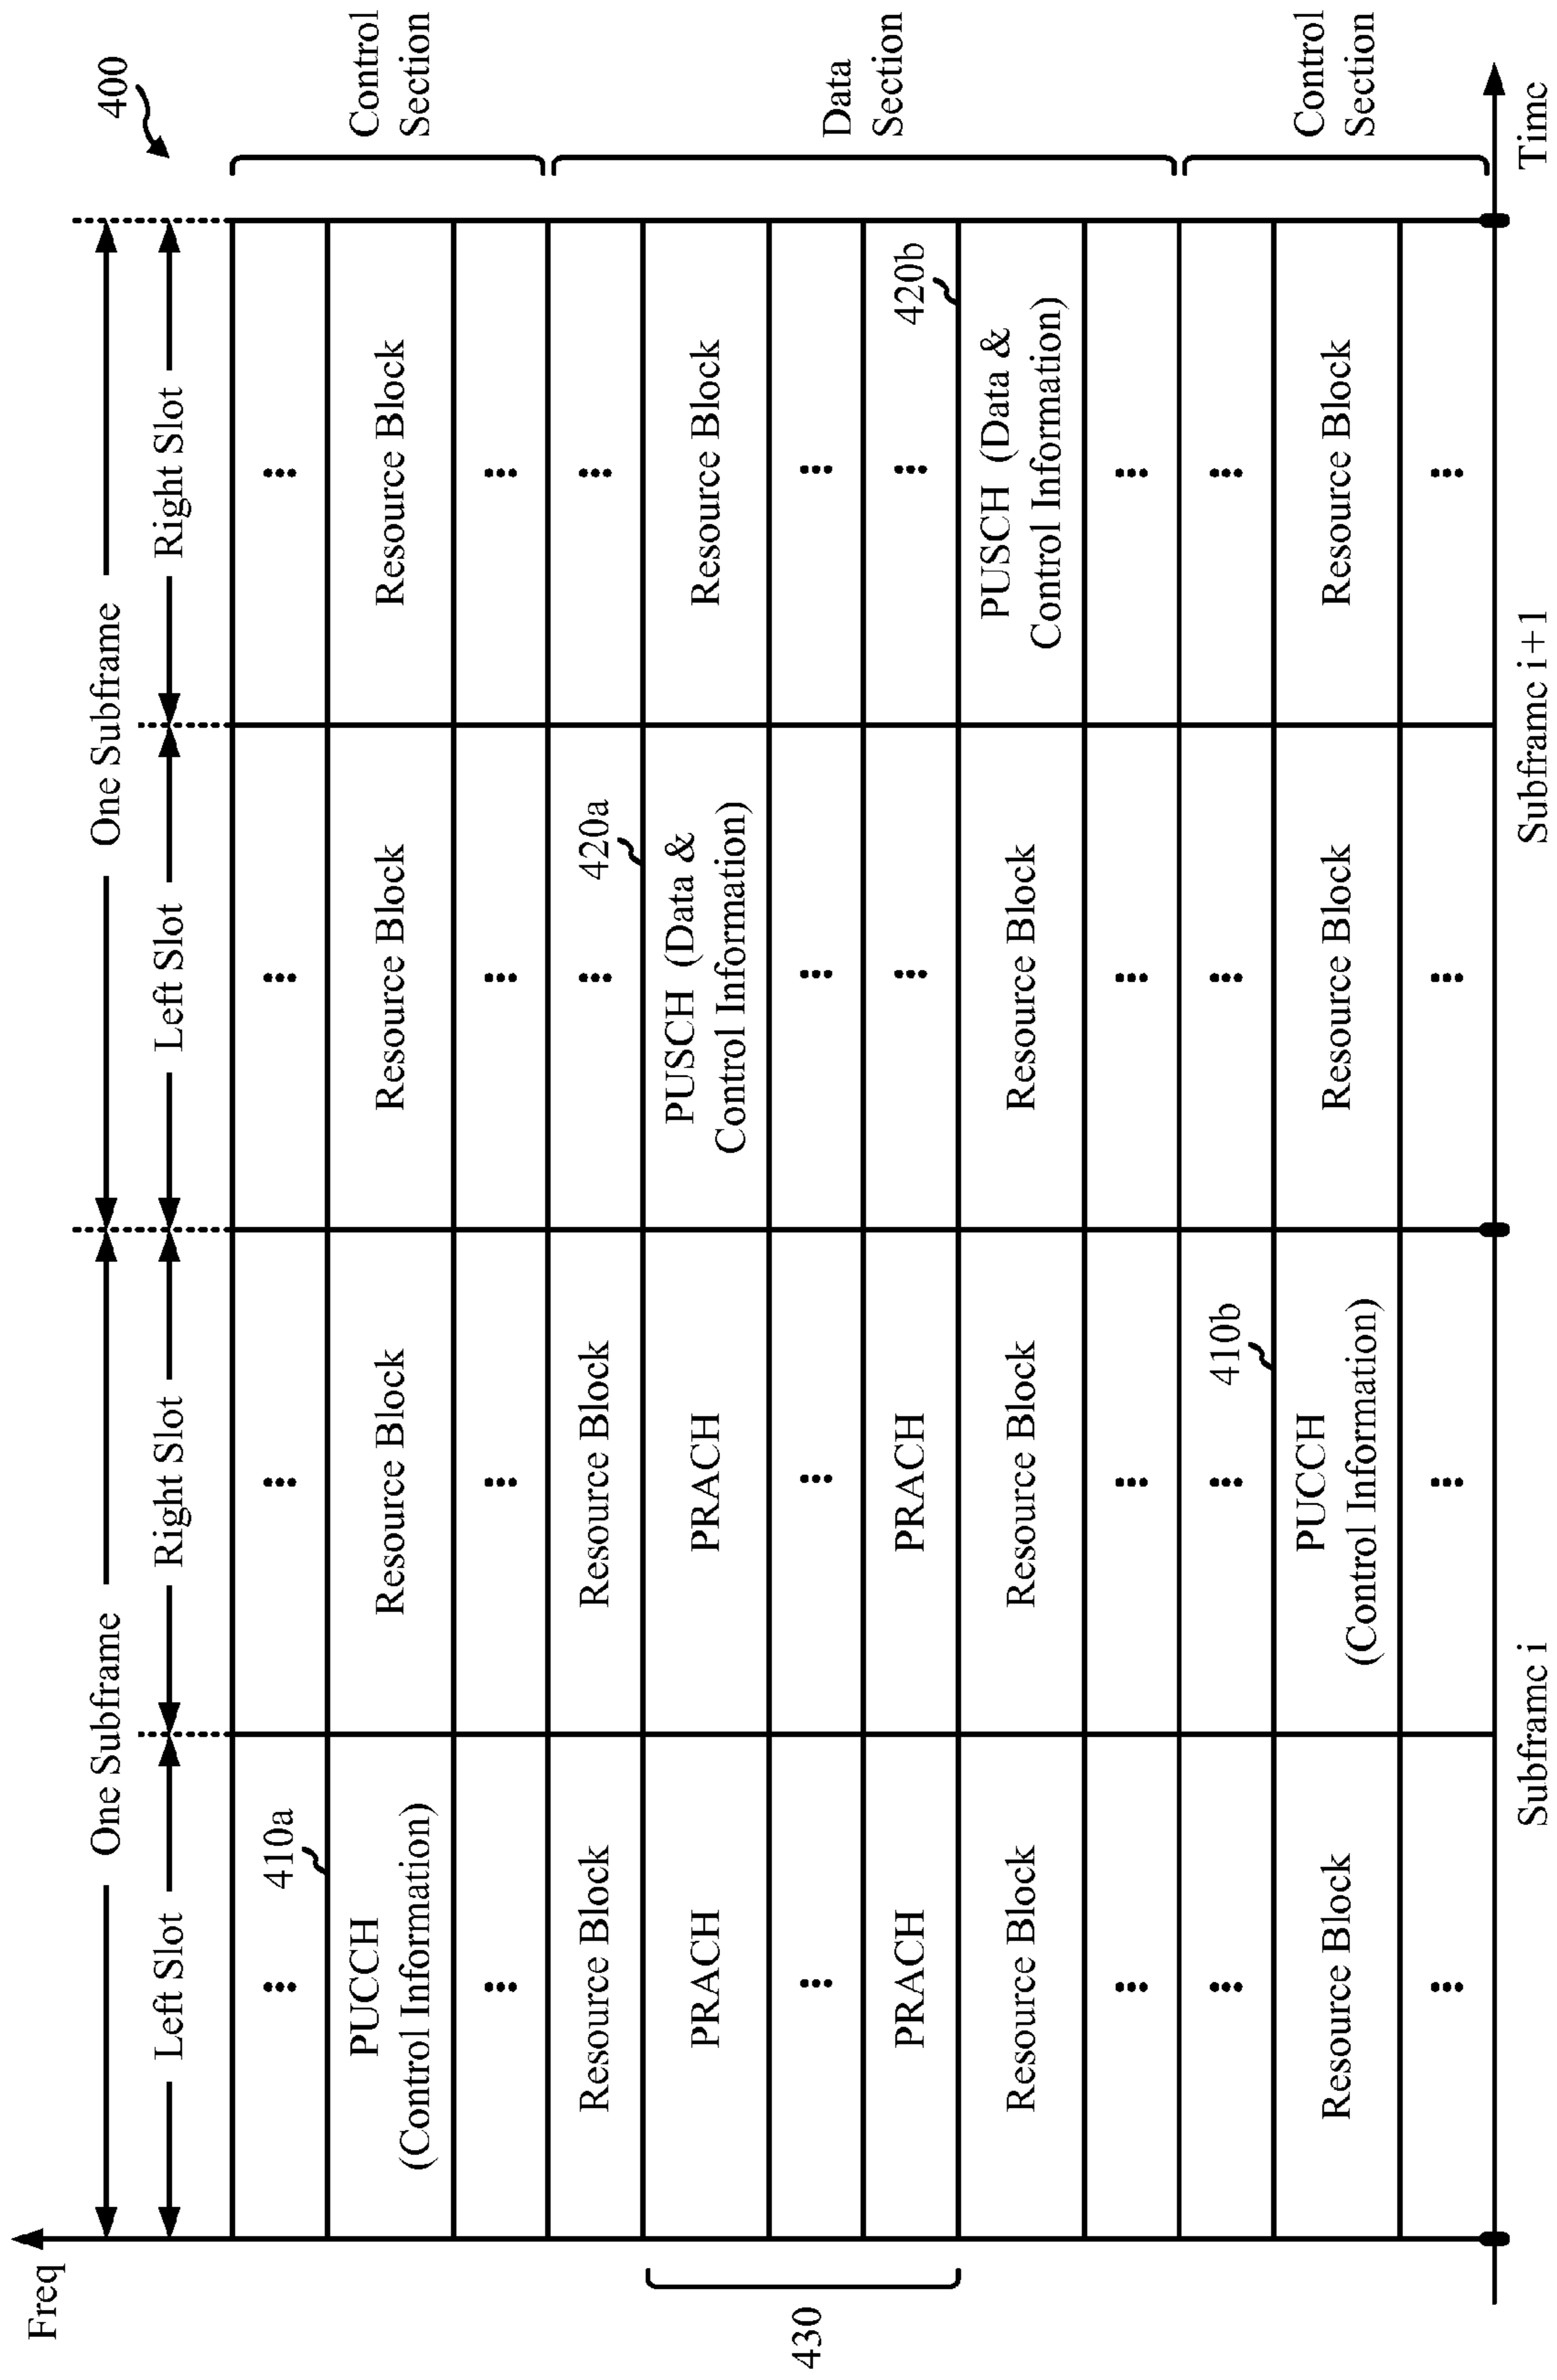 Freq
400
One Subframe
One Subframe
Left Slot
Right Slot
Left Slot
Right Slot
410a
PUCCH
(Control Information)
Resource Block
Resource Block
Resource Block
Control
Section
Resource Block
Resource Block
420a
430
PRACH
PRACH
PUSCH (Data &
Control Information)
Resource Block
PRACH
PRACH
420b
Data
Section
Resource Block
Resource Block
Resource Block
PUSCH (Data &
Control Information)
410b
Resource Block
PUCCH
(Control Information)
Resource Block
Resource Block
Control
Section
Subframc i
Subframc i+1
Timc